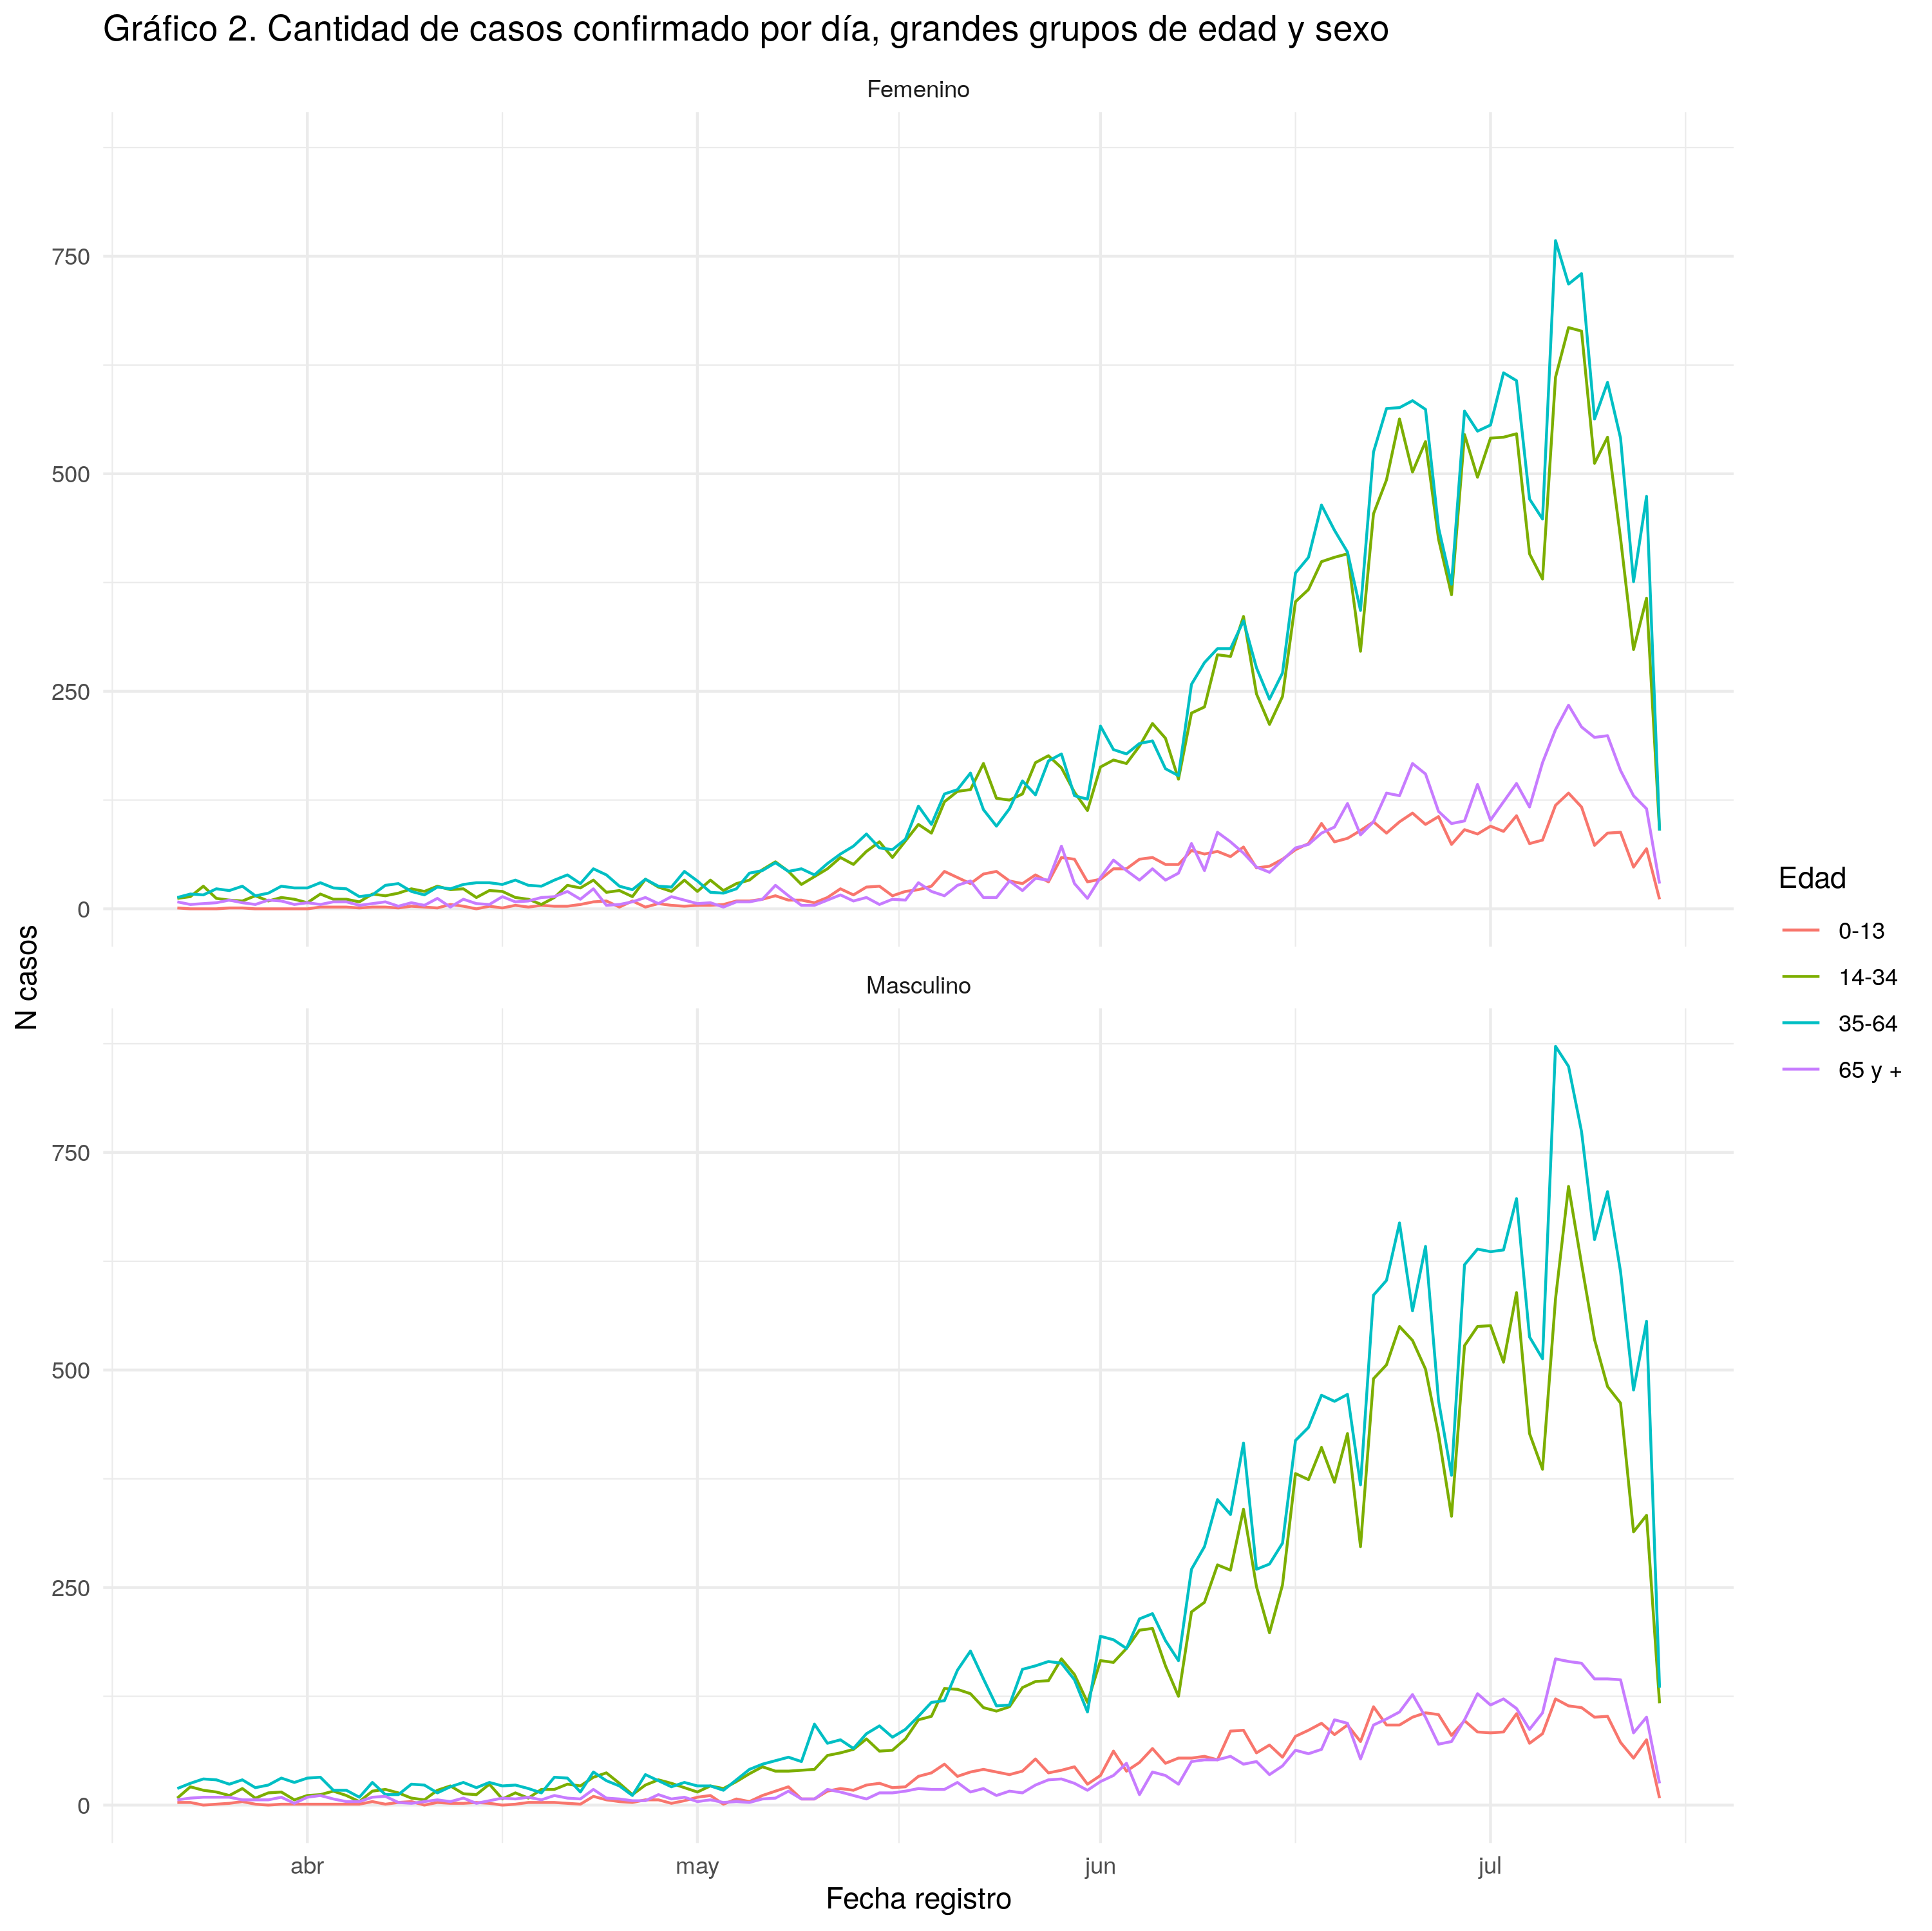 Gráfico 2. Cantidad de casos confirmado por día, grandes grupos de edad y sexo
Femenino
750
500
250
0
Masculino
750
500
250
0
abr
may
jun
jul
Fecha registro
N casos
Edad
0-13
14-34
35-64
65 y +